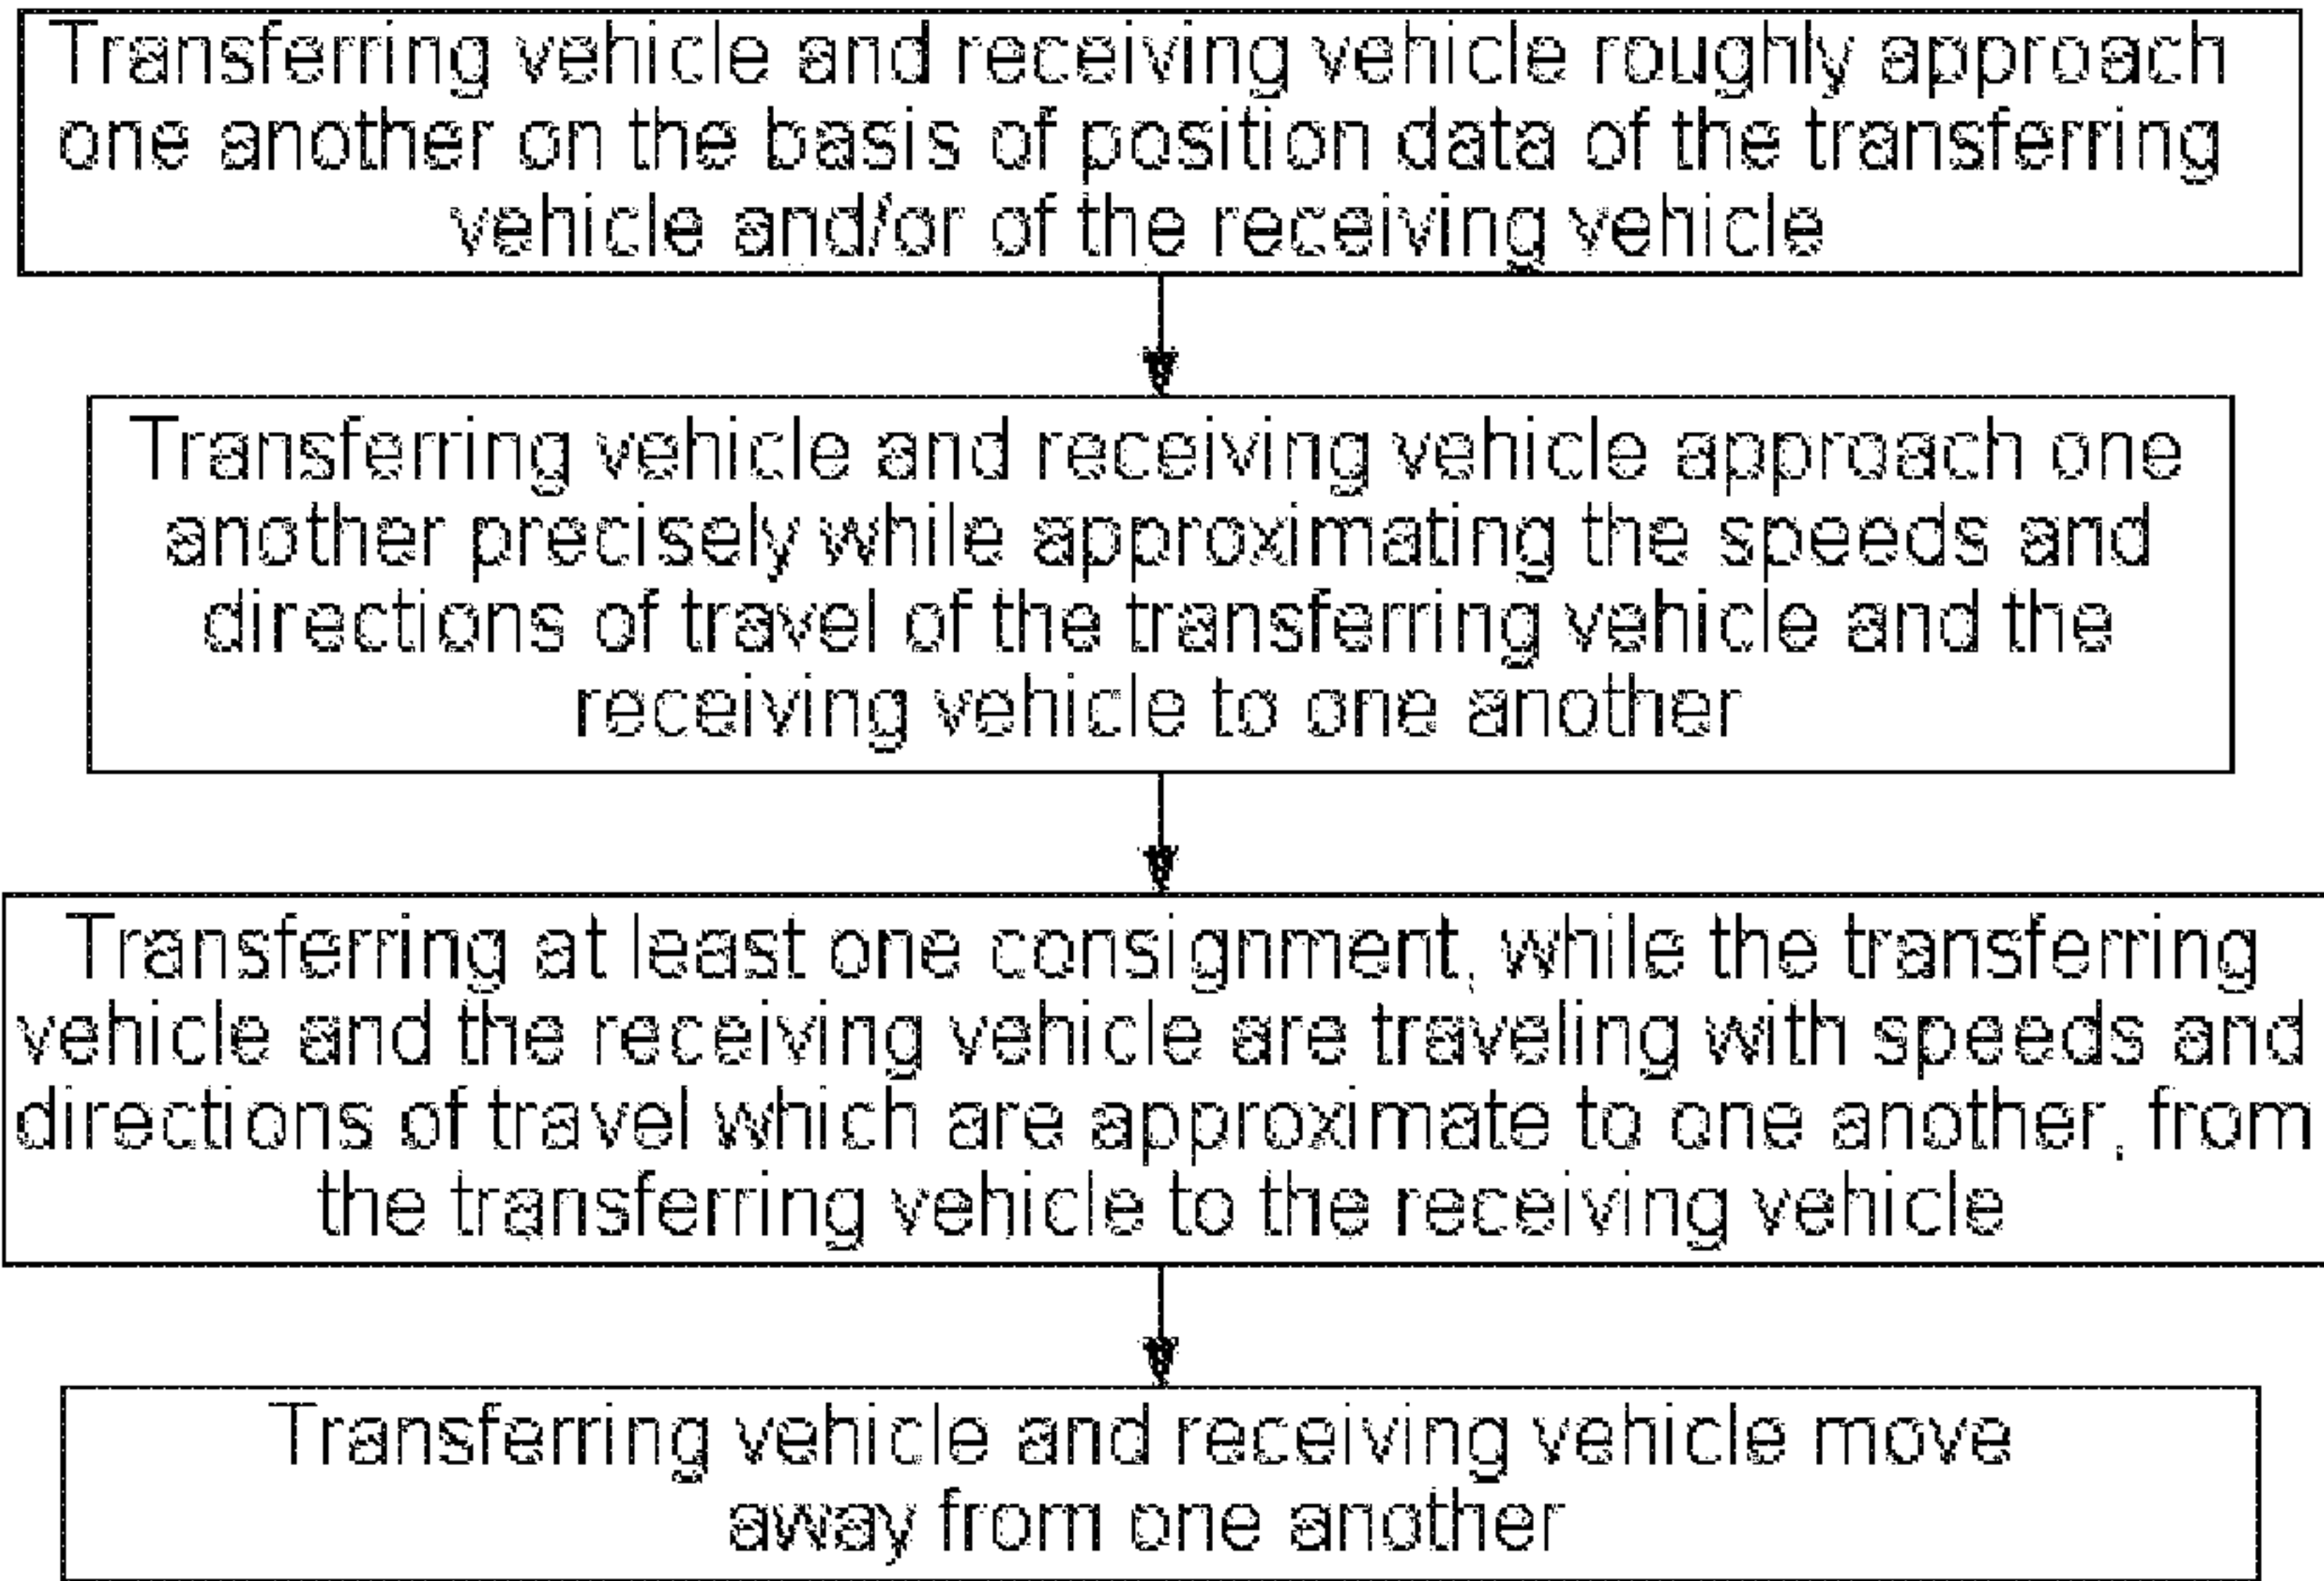 Transferring vehicle and receiving vehicle roughly approach
one another on the basis of position data of the transferring
vehicle and/or of the receiving vehicle
Transferring vehicle and receiving vehicle approach one
another precisely while approximating the speeds and
directions of travel of the transferring vehicle and the
receiving vehicle to one another
Transferring at least one consignment, while the transferring
vehicle and the receiving vehicle are traveling with speeds and
directions of travel which are approximate to one another, from
the transferring vehicle to the receiving vehicle
Transferring vehicle and receiving vehicle move
away from one another